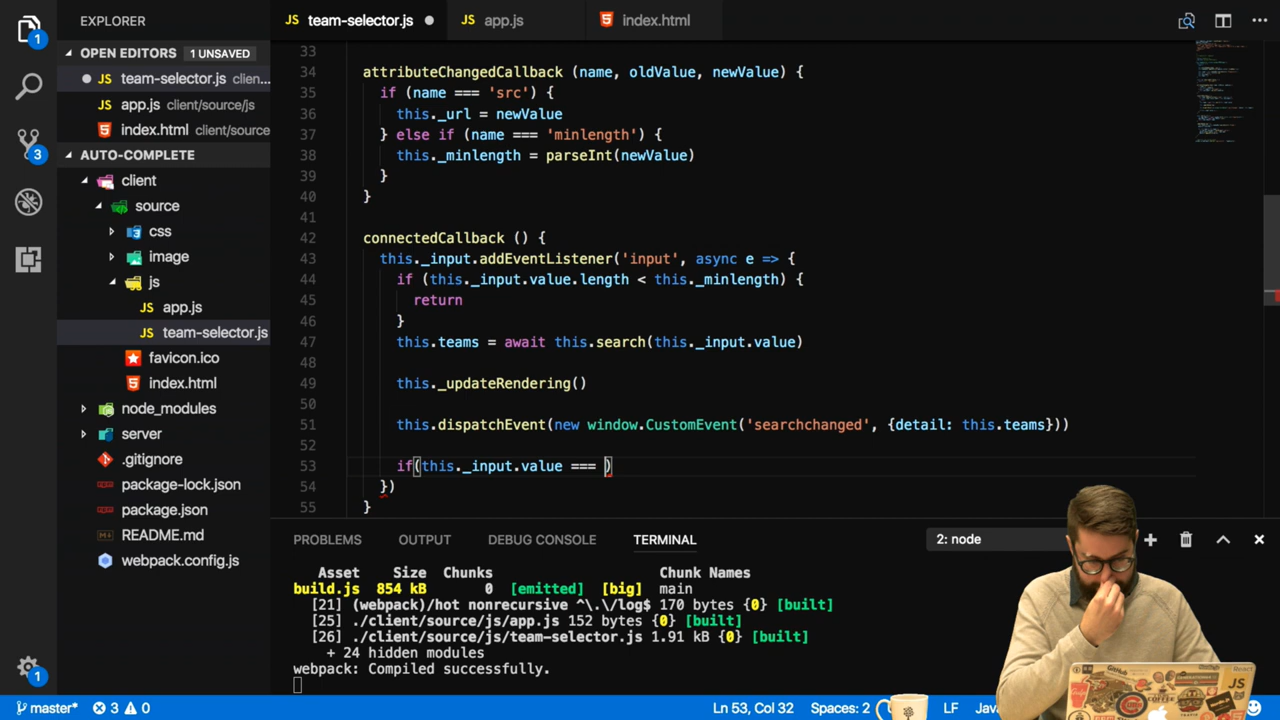 EXPLORER
OPEN EDITORS 1 UNSAVED
team-selector.js clien...
app.js client/source/js
index.html client/source
AUTO-COMPLETE
client
source
css
image
js
app.js
team-selector.js
favicon.ico
index.html
node_modules
server
.gitignore
package-lock.json
package.json
README.md
webpack.config.js
1
3
1
team-selector.js
app.js
index.html
33
34 attributeChangedCallback (name, oldValue, newValue) {
35 if (name === 'src') {
36 this._url = newValue
37 } else if (name === 'minlength') {
38 this._minlength = parseInt(newValue)
39 }
40 }
41
42 connectedCallback () {
43 this._input.addEventListener('input', async e => {
44 if (this._input.value.length < this._minlength) {
45 return
46 }
47 this.teams = await this.search(this._input.value)
48
49 this._updateRendering()
50
51 this.dispatchEvent(new window.CustomEvent('searchchanged', {detail: this.teams}))
52
53 if(this._input.value === )
54 })
55 }
PROBLEMS OUTPUT DEBUG CONSOLE TERMINAL 2: node
Asset Size Chunks Chunk Names
build.js 854 kB 0 [emitted] [big] main
[21] (webpack)/hot nonrecursive ^\.\/log$ 170 bytes {0} [built]
[25] ./client/source/js/app.js 152 bytes {0} [built]
[26] ./client/source/js/team-selector.js 1.91 kB {0} [built]
+ 24 hidden modules
webpack: Compiled successfully.
master* 3 0 Ln 53, Col 32 Spaces: 2 LF
GitHub
React
JS